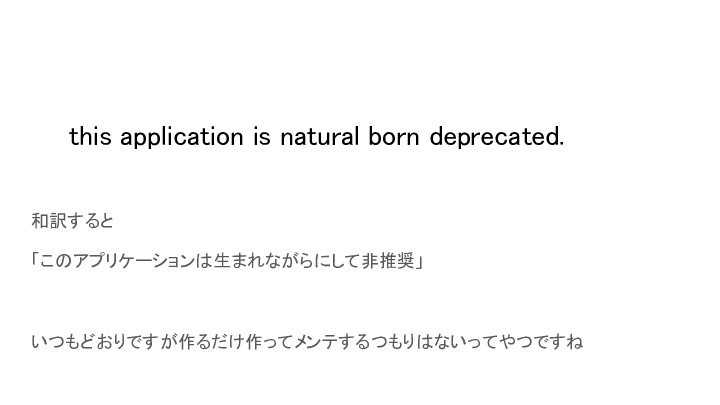 this application is natural born deprecated.
和訳すると
「このアプリケーションは生まれながらにして非推奨」
いつもどおりですが作るだけ作ってメンテするつもりはないってやつですね